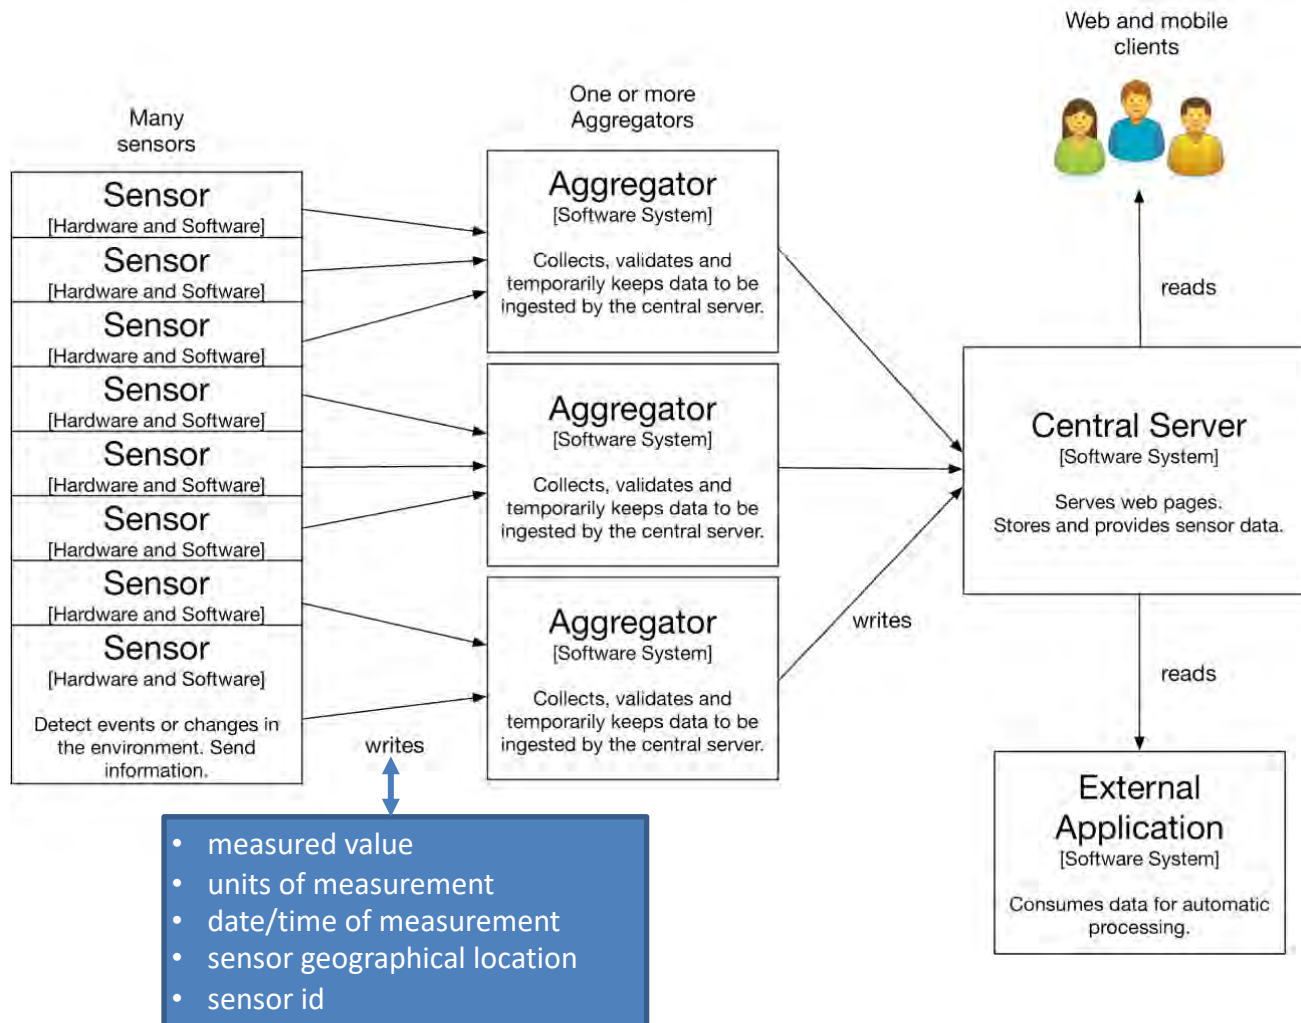 Many
sensors
Sensor
[Hardware and Software]
Sensor
[Hardware and Software]
Sensor
[Hardware and Software]
Sensor
[Hardware and Software]
Sensor
[Hardware and Software]
Sensor
[Hardware and Software]
Sensor
[Hardware and Software]
Sensor
[Hardware and Software]
Detect events or changes in
the environment. Send
information.
writes
• measured value
• units of measurement
• date/time of measurement
• sensor geographical location
• sensor id
One or more
Aggregators
Aggregator
[Software System]
Collects, validates and
temporarily keeps data to be
ingested by the central server.
Aggregator
[Software System]
Collects, validates and
temporarily keeps data to be
ingested by the central server.
Aggregator
[Software System]
Collects, validates and
temporarily keeps data to be
ingested by the central server.
writes
Web and mobile
clients
reads
Central Server
[Software System]
Serves web pages.
Stores and provides sensor data.
reads
External
Application
[Software System]
Consumes data for automatic
processing.